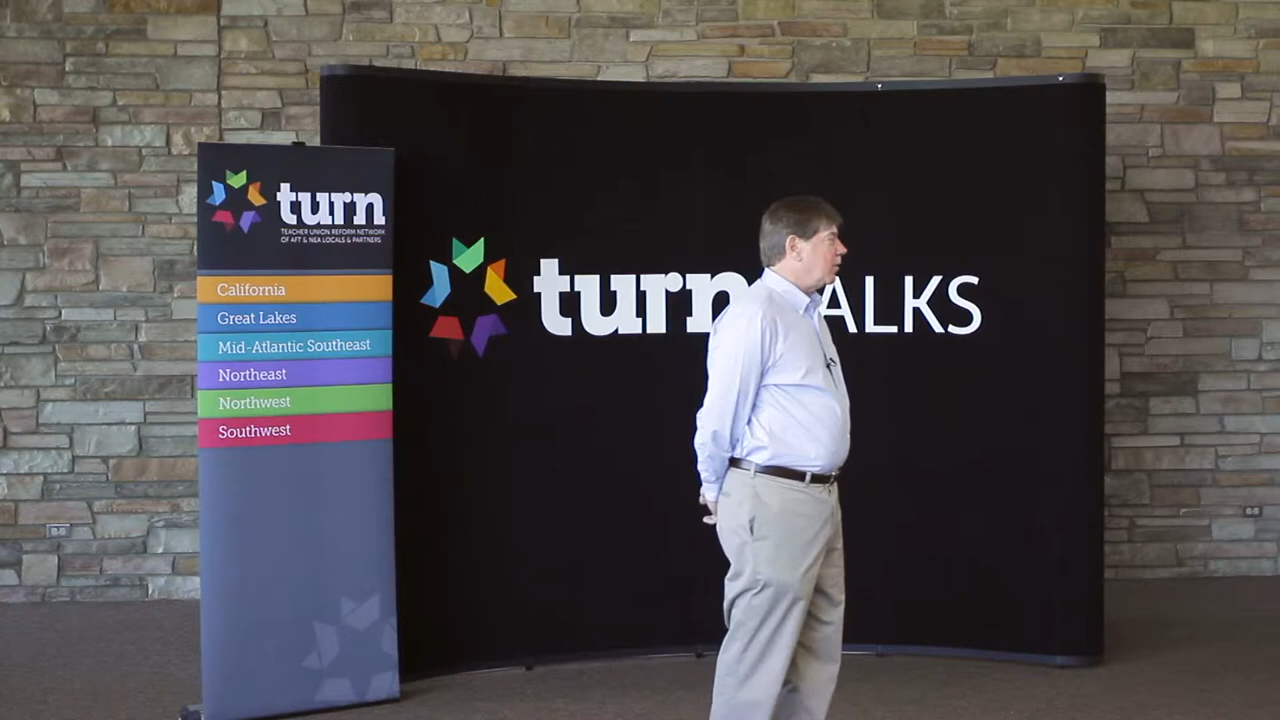 turn
TEACHER UNION REFORM NETWORK
OF AFT & NEA LOCALS & PARTNERS
California
Great Lakes
Mid-Atlantic Southeast
Northeast
Northwest
Southwest
turn ALKS